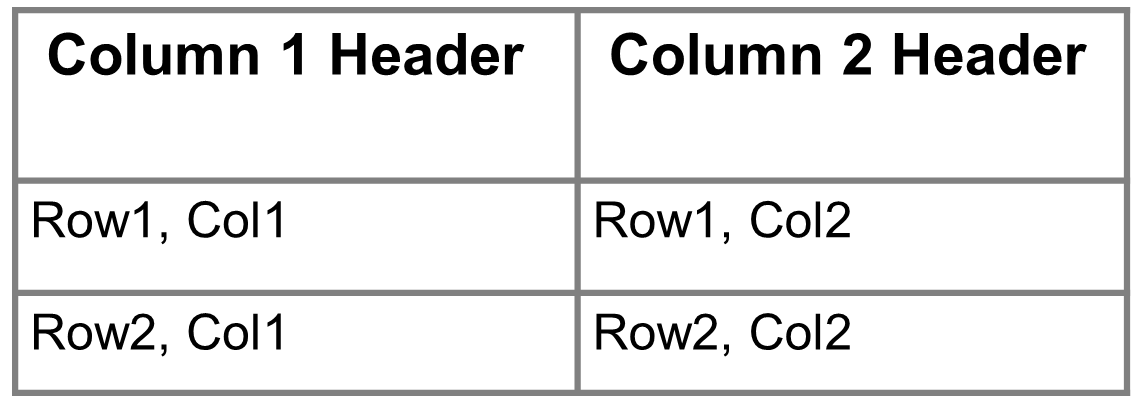 Column 1 Header
Column 2 Header
Row1, Col1
Row1, Col2
Row2, Col1
Row2, Col2